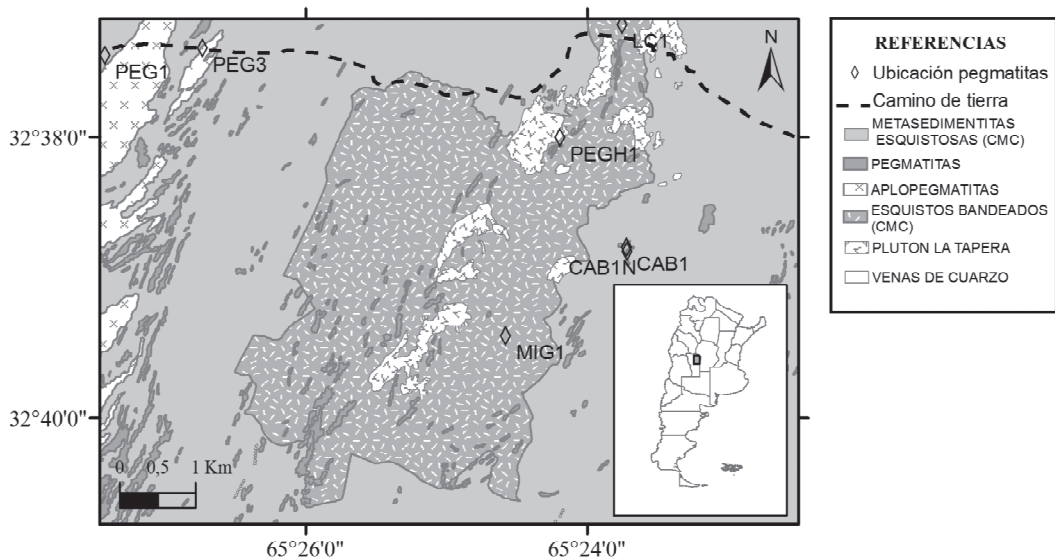 PEG1
PEG3
LC1
N
PEGH1
CAB1N
CAB1
MIG1
32°38'0"
32°40'0"
65°26'0"
65°24'0"
0 0,5 1 Km
REFERENCIAS
Ubicación pegmatitas
Camino de tierra
METASEDIMENTITAS
ESQUISTOSAS (CMC)
PEGMATITAS
APLOPEGMATITAS
ESQUISTOS BANDEADOS
(CMC)
PLUTON LA TAPERA
VENAS DE CUARZO